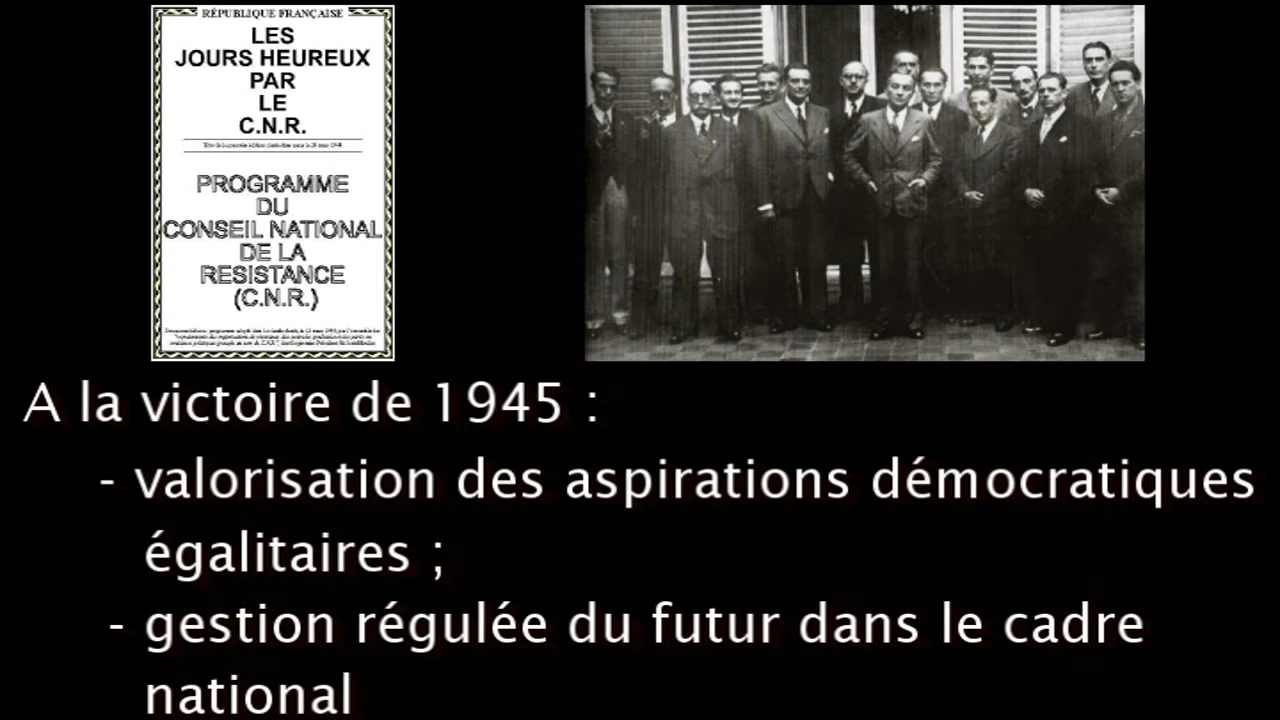 RÉPUBLIQUE FRANÇAISE
LES
JOURS HEUREUX
PAR
LE
C.N.R.
PROGRAMME
DU
CONSEIL NATIONAL
DE LA
RESISTANCE
(C.N.R.)
A la victoire de 1945 :
- valorisation des aspirations démocratiques
égalitaires ;
- gestion régulée du futur dans le cadre
national